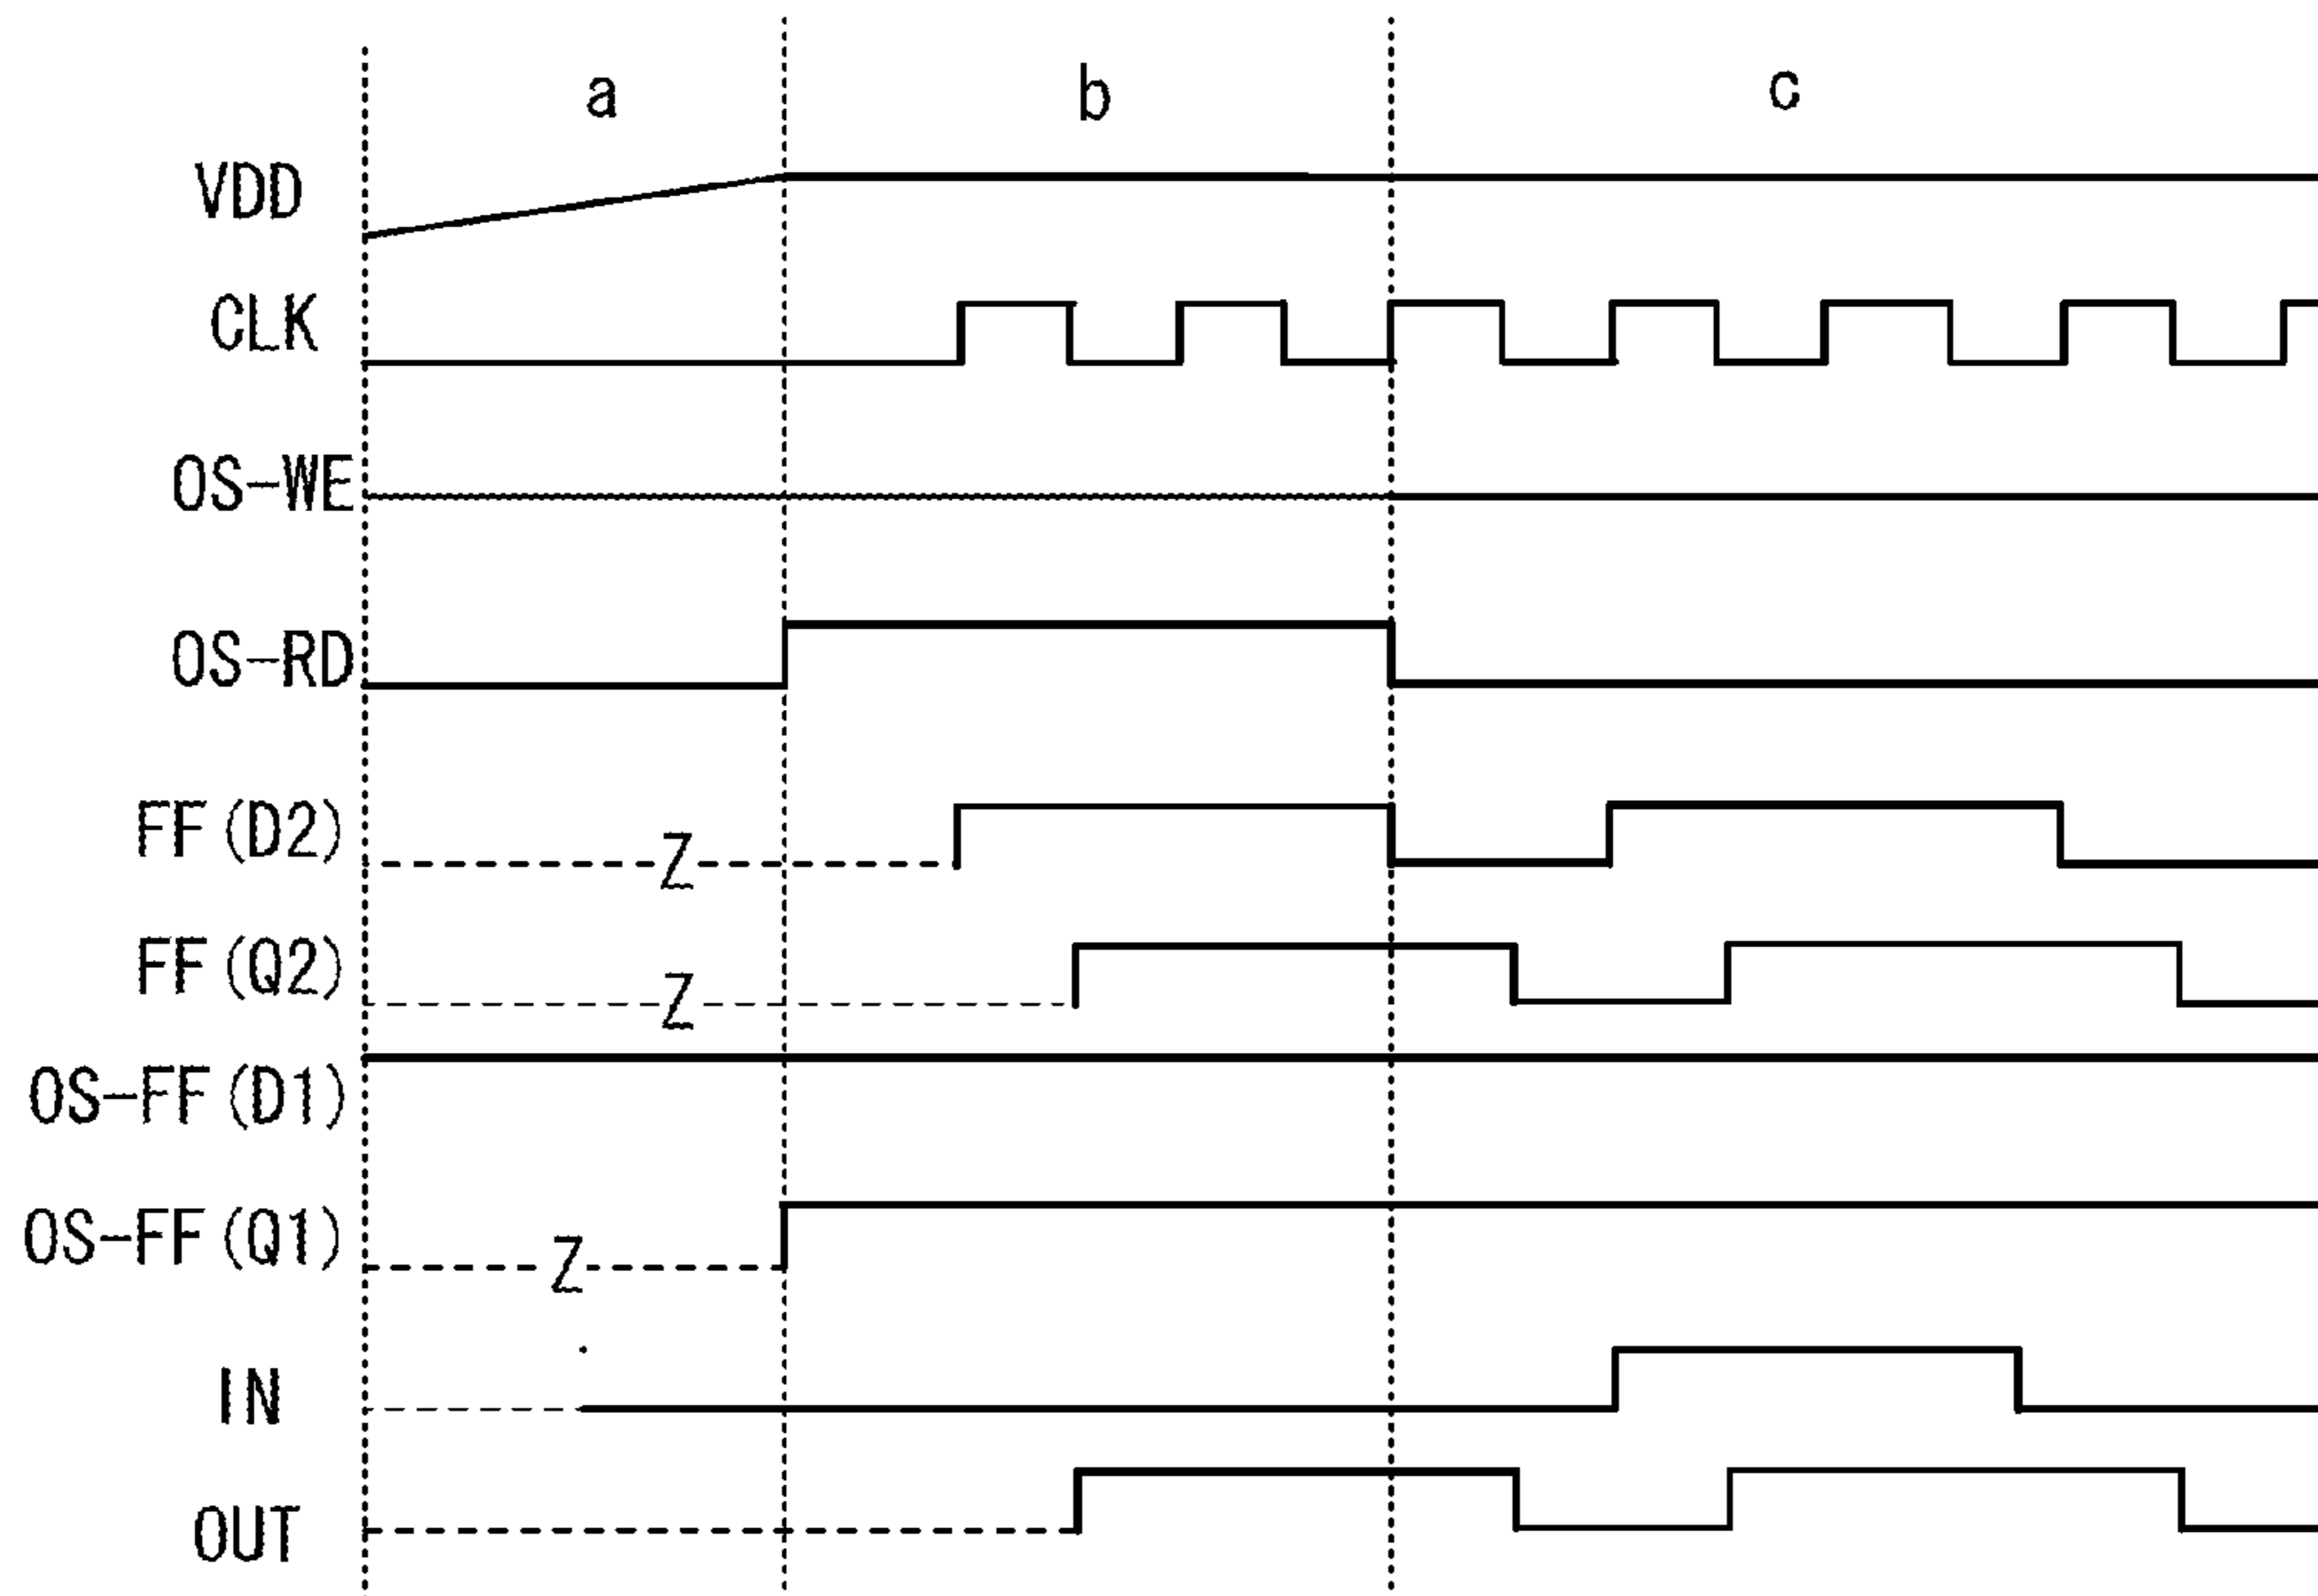 a b c
VDD
CLK
OS-WE
OS-RD
FF(D2)
Z
FF(Q2)
Z
OS-FF(D1)
OS-FF(Q1)
Z
IN
OUT